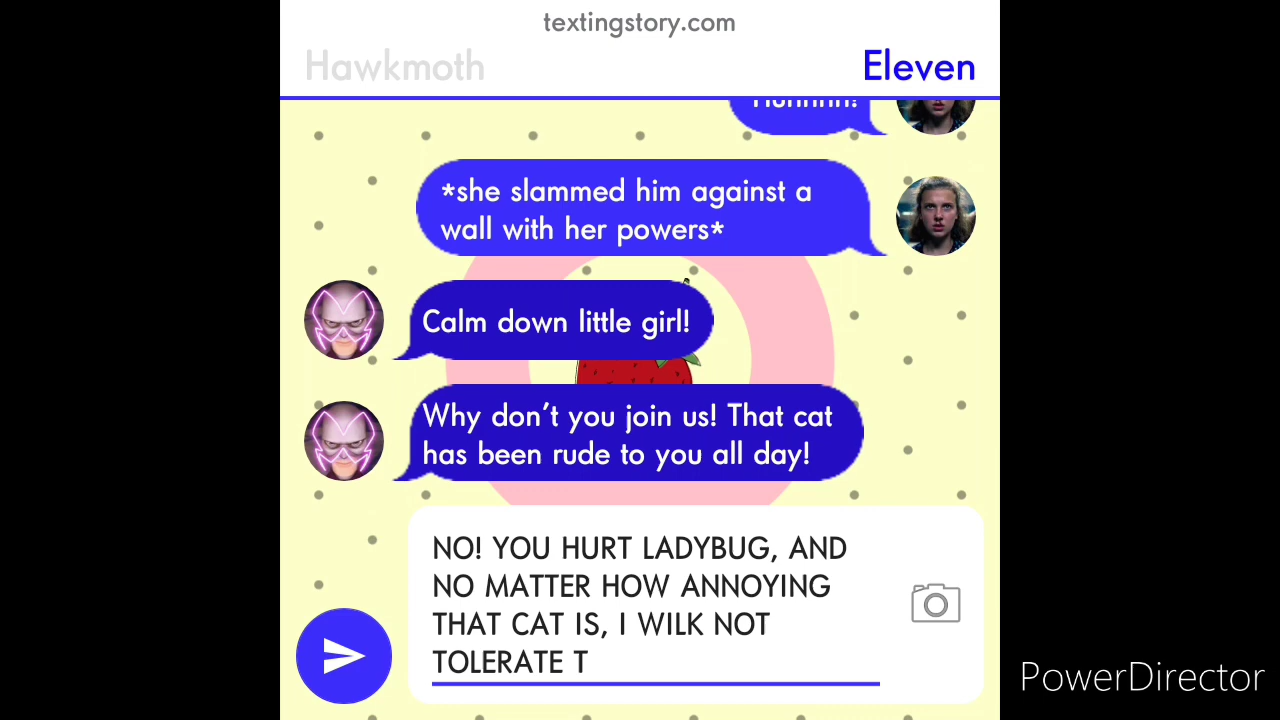 textingstory.com
Hawkmoth
Eleven
*she slammed him against a
wall with her powers*
Calm down little girl!
Why don't you join us! That cat
has been rude to you all day!
NO! YOU HURT LADYBUG, AND
NO MATTER HOW ANNOYING
THAT CAT IS, I WILK NOT
TOLERATE T
PowerDirector